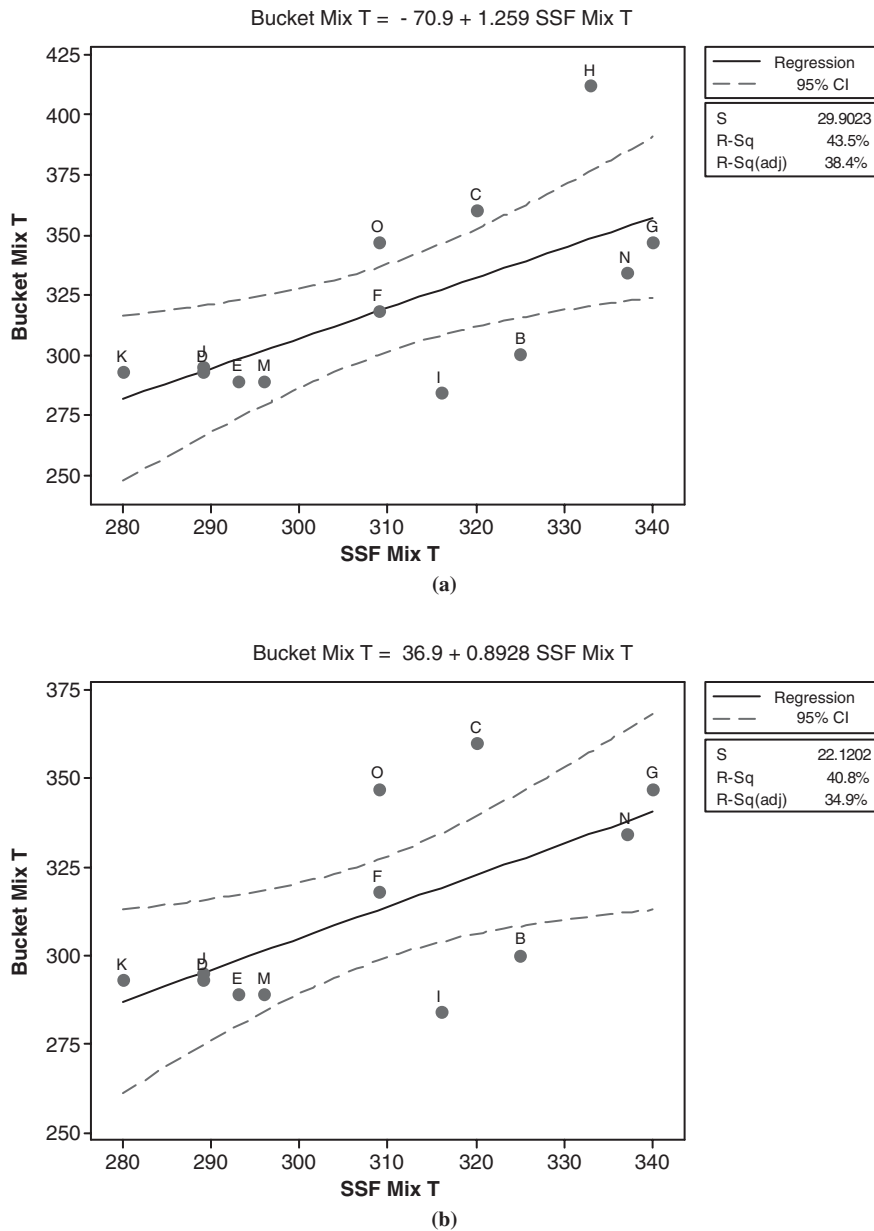 Bucket Mix T = - 70.9 + 1.259 SSF Mix T
425
400
375
350
325
300
275
250
Bucket Mix T
H
C
O
G
N
F
K
D
J
E
M
B
I
280 290 300 310 320 330 340
SSF Mix T
Regression
95% CI
S 29.9023
R-Sq 43.5%
R-Sq(adj) 38.4%
(a)
Bucket Mix T = 36.9 + 0.8928 SSF Mix T
375
350
325
300
275
250
Bucket Mix T
C
O
G
N
F
K
D
J
E
M
B
I
280 290 300 310 320 330 340
SSF Mix T
Regression
95% CI
S 22.1202
R-Sq 40.8%
R-Sq(adj) 34.9%
(b)